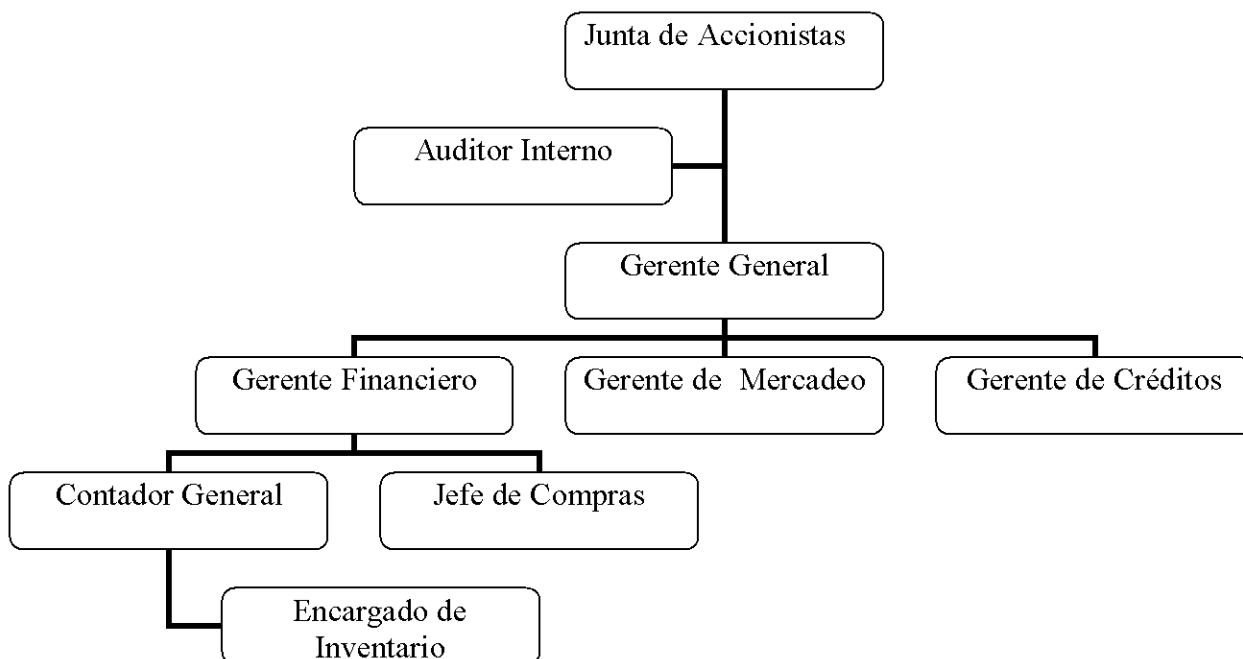 Junta de Accionistas
Auditor Interno
Gerente General
Gerente Financiero
Gerente de Mercadeo
Gerente de Créditos
Contador General
Jefe de Compras
Encargado de
Inventario